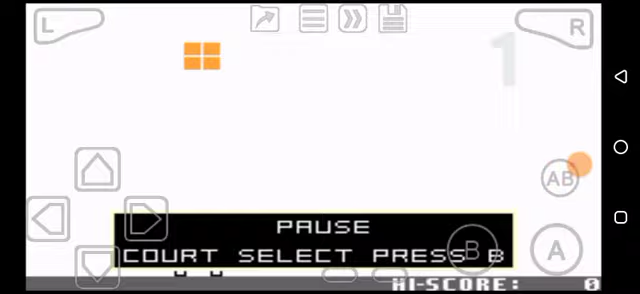 L
R
1
AB
PAUSE
COURT SELECT PRESS B
B
A
HI-SCORE: 0